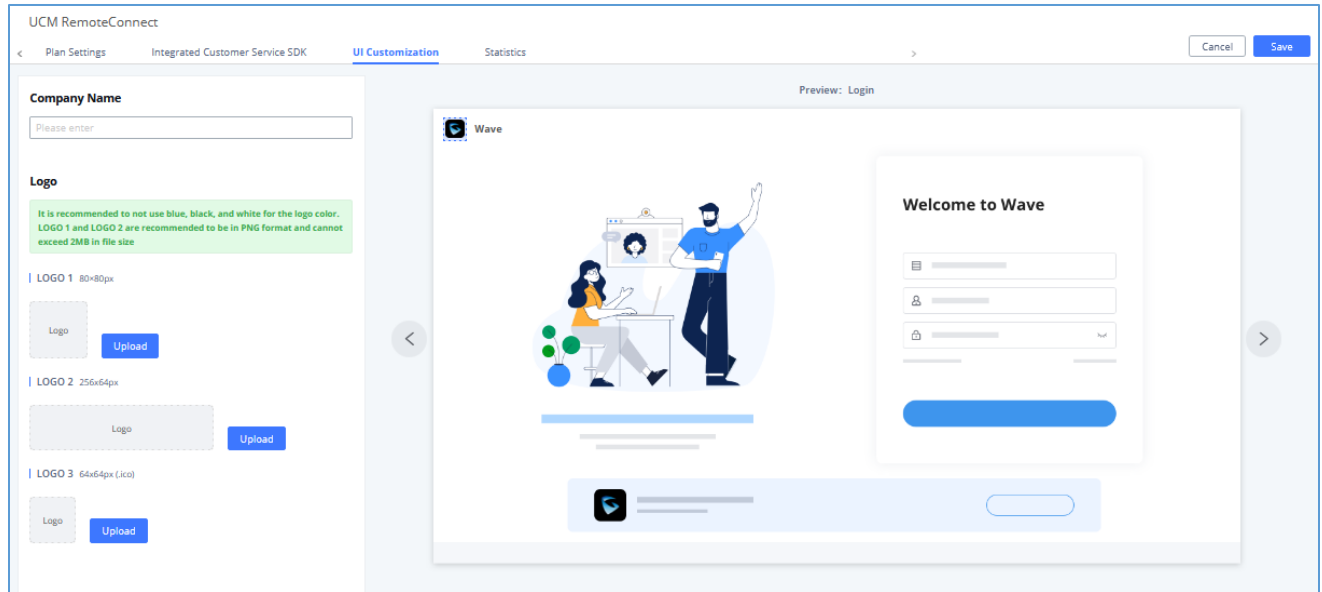 UCM RemoteConnect
Plan Settings
Integrated Customer Service SDK
UI Customization
Statistics
Cancel
Save
Company Name
Please enter
Logo
It is recommended to not use blue, black, and white for the logo color.
LOGO 1 and LOGO 2 are recommended to be in PNG format and cannot
exceed 2MB in file size
LOGO 1 80×80px
Logo
Upload
LOGO 2 256x64px
Logo
Upload
LOGO 3 64x64px (.ico)
Logo
Upload
Preview: Login
Wave
Welcome to Wave